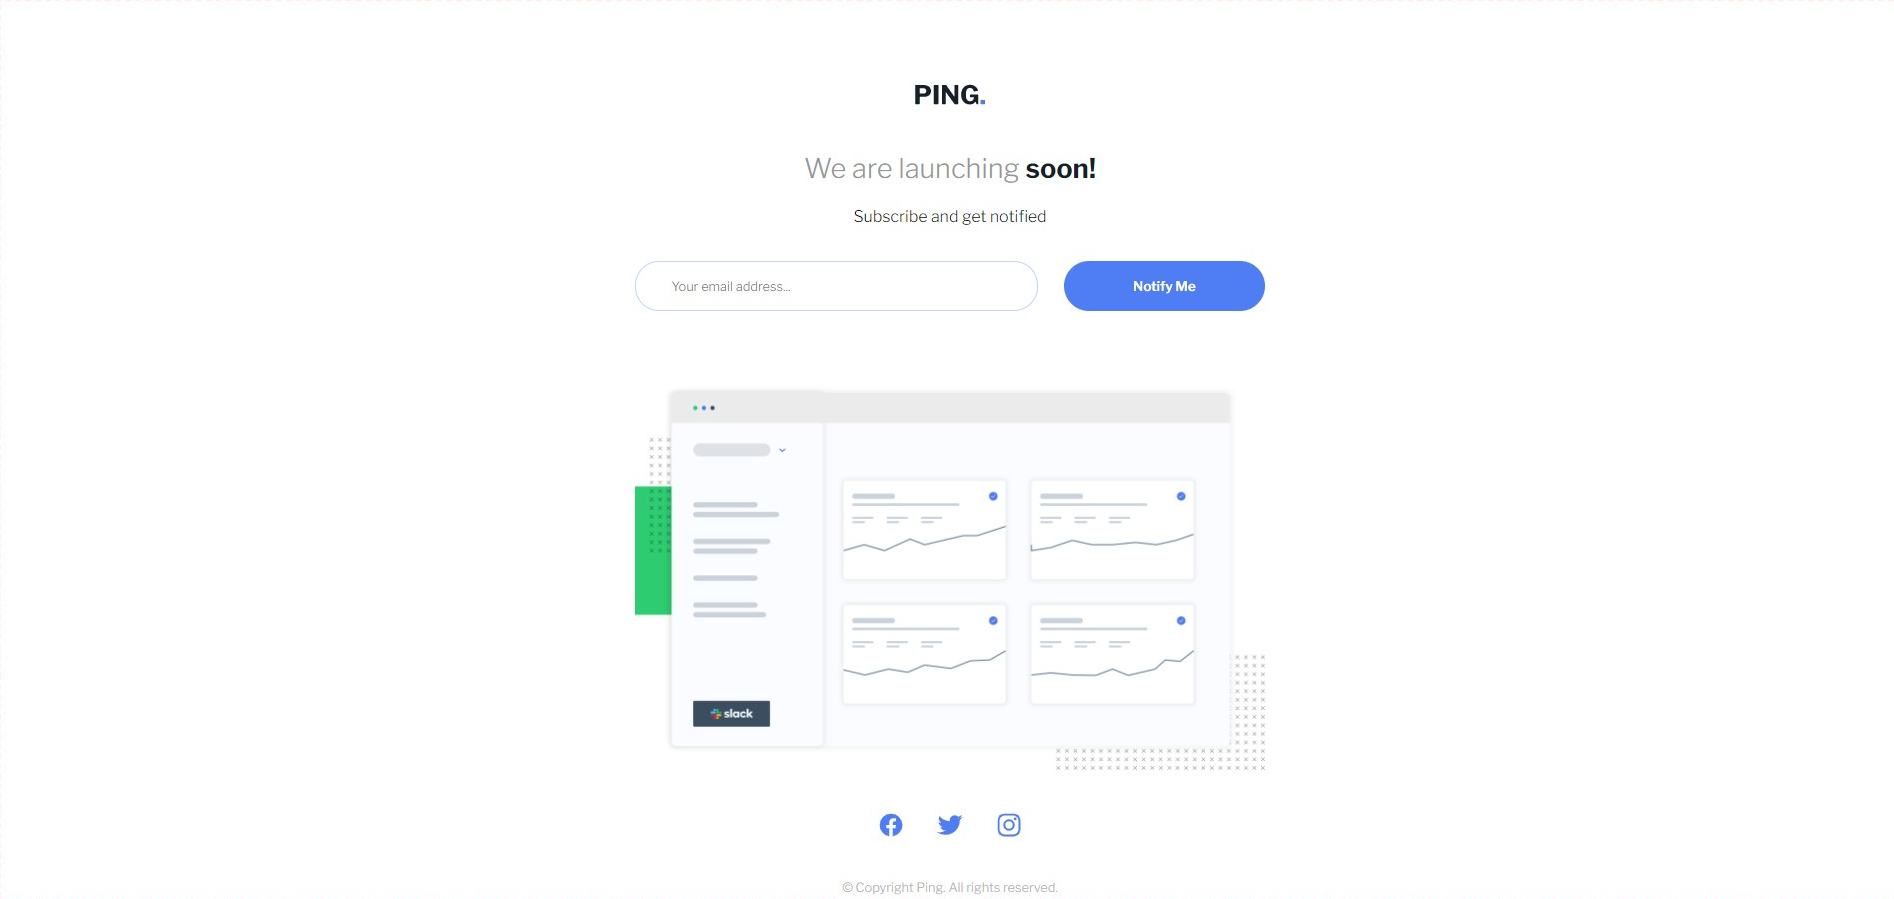 PING.
We are launching soon!
Subscribe and get notified
Your email address...
Notify Me
slack
© Copyright Ping. All rights reserved.